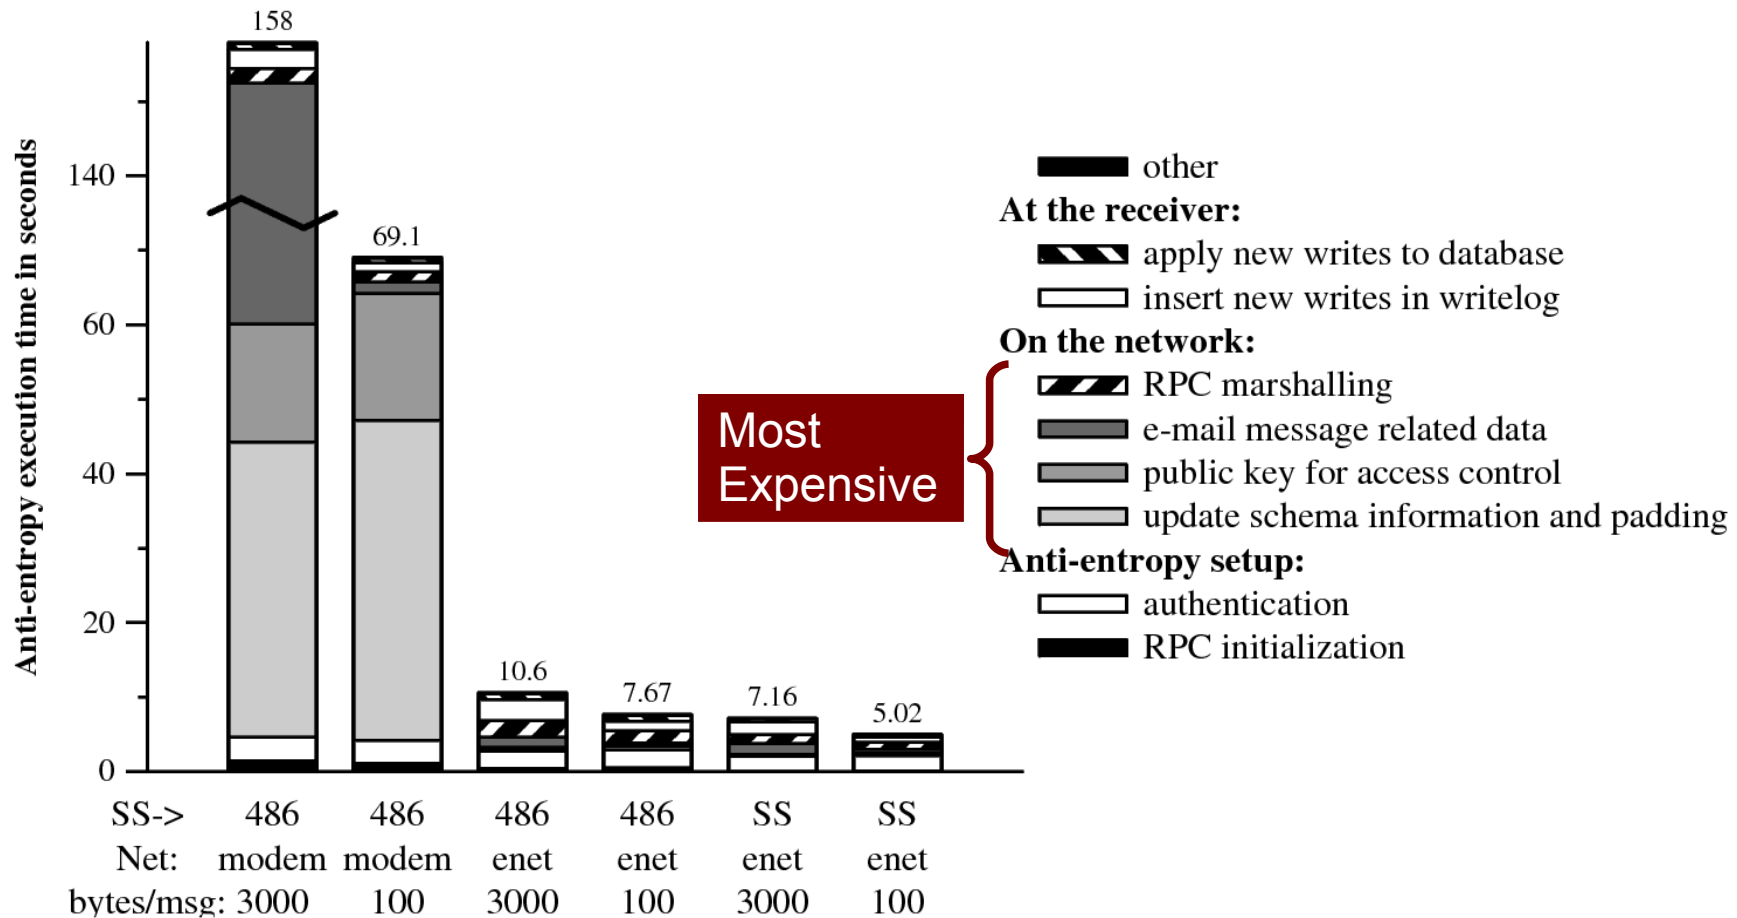 158
69.1
10.6
7.67
7.16
5.02
Anti-entropy execution time in seconds
140
60
40
20
0
other
At the receiver:
apply new writes to database
insert new writes in writelog
On the network:
RPC marshalling
e-mail message related data
public key for access control
update schema information and padding
Anti-entropy setup:
authentication
RPC initialization
Most
Expensive
SS-> 486 486 486 486 SS SS
Net: modem modem enet enet enet enet
bytes/msg: 3000 100 3000 100 3000 100